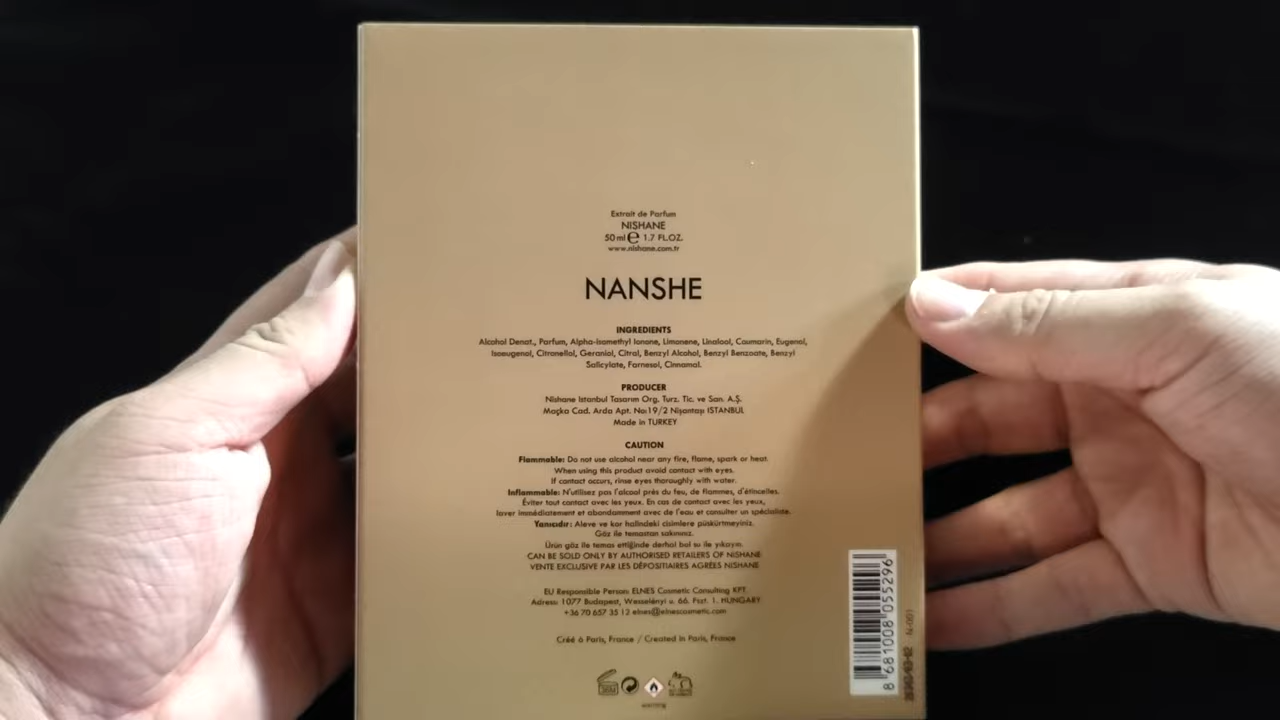 Extrait de Parfum
NISHANE
50 ml e 1.7 FL.OZ.
www.nishane.com.tr
NANSHE
INGREDIENTS
Alcohol Denat., Parfum, Alpha-isomethyl Ionone, Limonene, Linalool, Coumarin, Eugenol,
Isoeugenol, Citronellol, Geraniol, Citral, Benzyl Alcohol, Benzyl Benzoate, Benzyl
Salicylate, Farnesol, Cinnamal.
PRODUCER
Nishane Istanbul Tasarım Org. Turz. Tic. ve San. A.Ş.
Maçka Cad. Arda Apt. No:19/2 Nişantaşı ISTANBUL
Made in TURKEY
CAUTION
Flammable: Do not use alcohol near any fire, flame, spark or heat.
When using this product avoid contact with eyes.
If contact occurs, rinse eyes thoroughly with water.
Inflammable: N'utilisez pas l'alcool près du feu, de flammes, d'étincelles.
Éviter tout contact avec les yeux. En cas de contact avec les yeux,
laver immédiatement et abondamment avec de l'eau et consulter un spécialiste.
Yanıcıdır: Aleve ve kor halindeki cisimlere püskürtmeyiniz.
Göz ile temastan sakınınız.
Ürün göz ile temas ettiğinde derhal bol su ile yıkayın.
CAN BE SOLD ONLY BY AUTHORISED RETAILERS OF NISHANE
VENTE EXCLUSIVE PAR LES DÉPOSITIAIRES AGRÉES NISHANE
EU Responsible Person: ELNES Cosmetic Consulting KFT.
Adress: 1077 Budapest, Wesselényi u. 66. Fszt. 1. HUNGARY
+36 70 657 35 12 elnes@elnescosmetic.com
Créé à Paris, France / Created in Paris, France
36M
warning
8 681008 055296
N-001